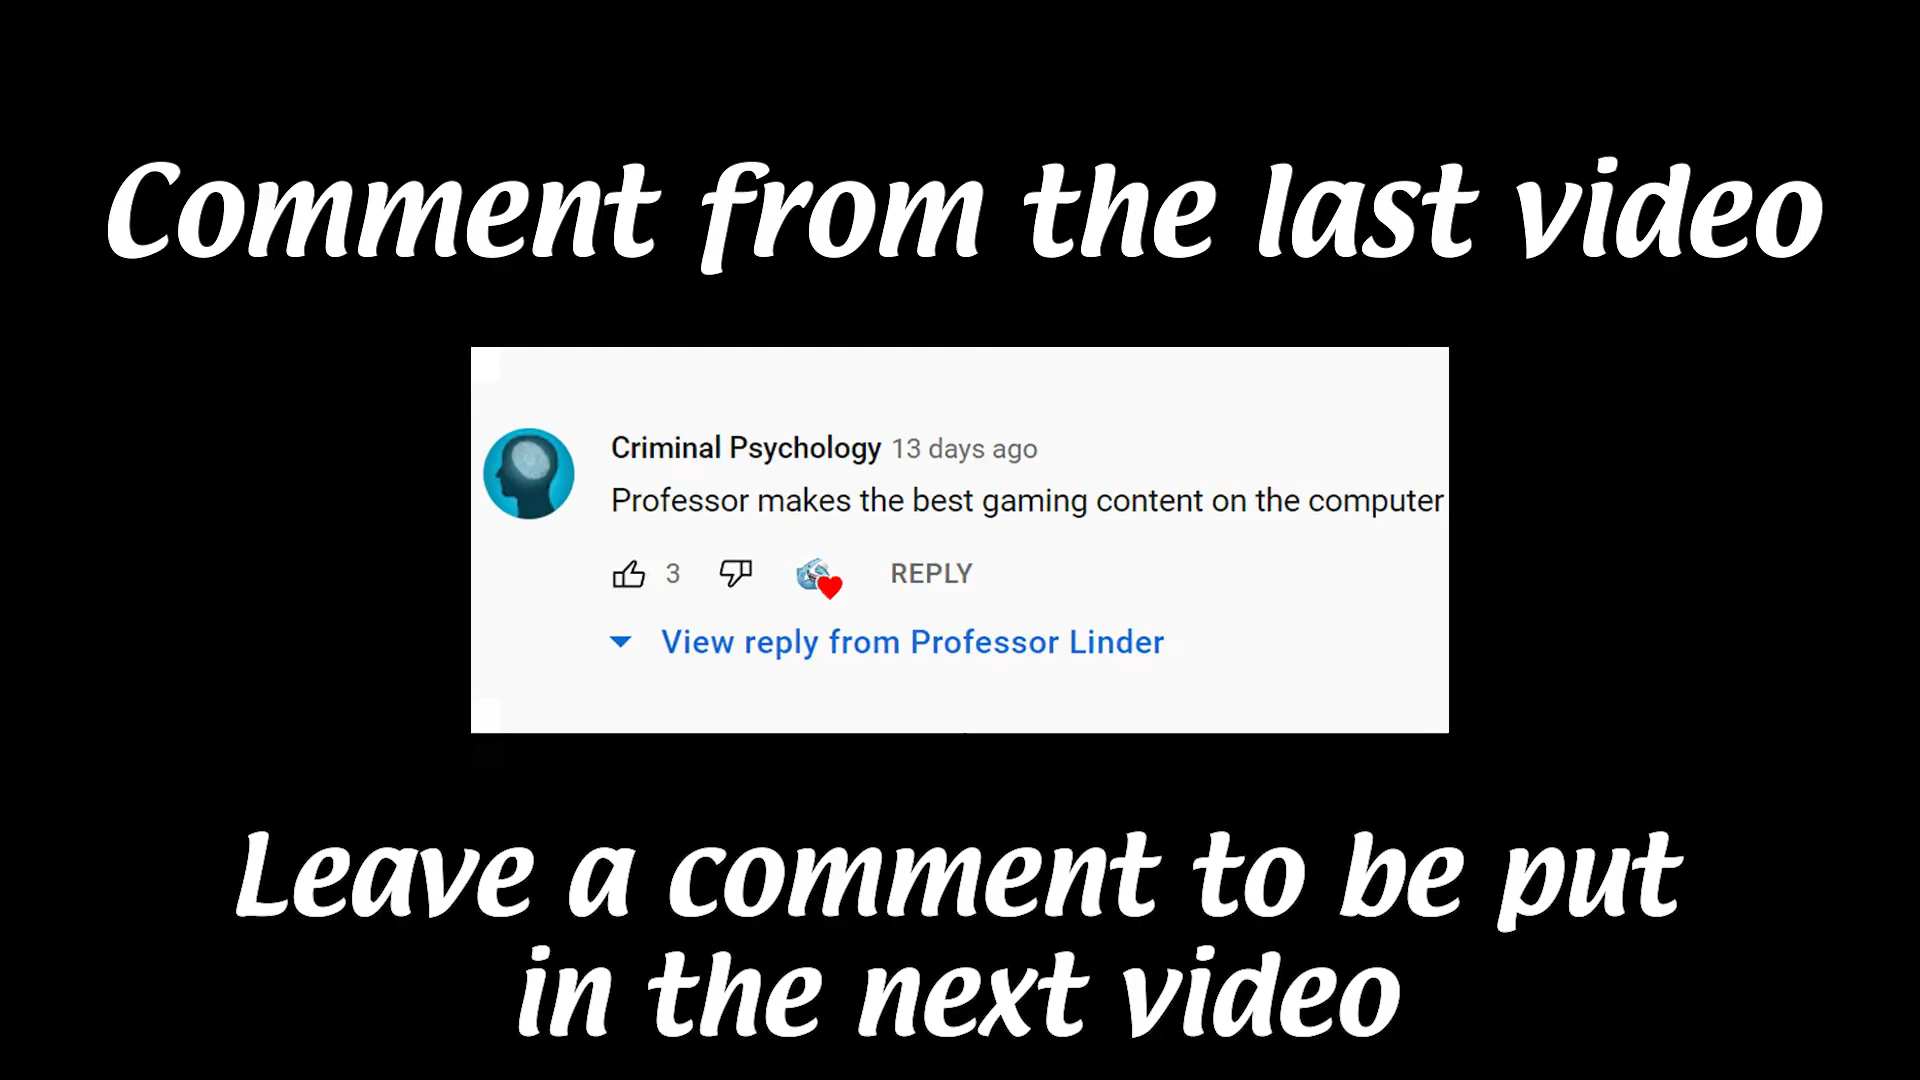 Comment from the last video
Criminal Psychology 13 days ago
Professor makes the best gaming content on the computer
3 REPLY
View reply from Professor Linder
Leave a comment to be put
in the next video